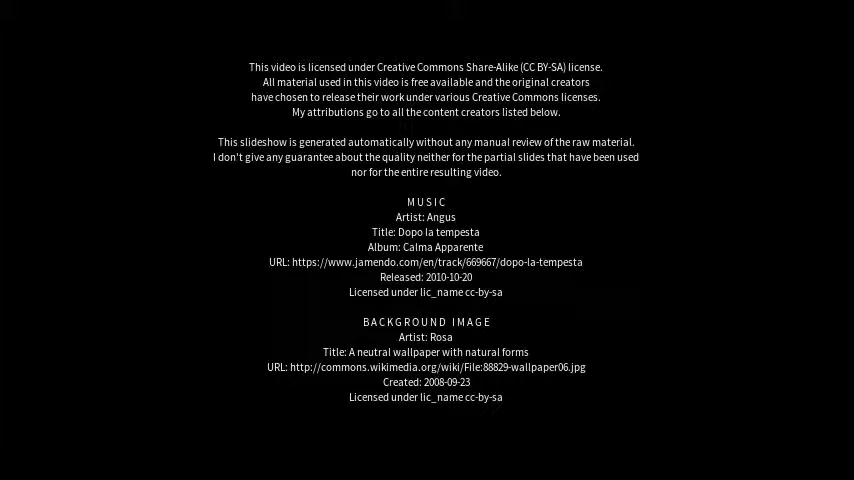 This video is licensed under Creative Commons Share-Alike (CC BY-SA) license.
All material used in this video is free available and the original creators
have chosen to release their work under various Creative Commons licenses.
My attributions go to all the content creators listed below.
This slideshow is generated automatically without any manual review of the raw material.
I don't give any guarantee about the quality neither for the partial slides that have been used
nor for the entire resulting video.
MUSIC
Artist: Angus
Title: Dopo la tempesta
Album: Calma Apparente
URL: https://www.jamendo.com/en/track/669667/dopo-la-tempesta
Released: 2010-10-20
Licensed under lic_name cc-by-sa
BACKGROUND IMAGE
Artist: Rosa
Title: A neutral wallpaper with natural forms
URL: http://commons.wikimedia.org/wiki/File:88829-wallpaper06.jpg
Created: 2008-09-23
Licensed under lic_name cc-by-sa